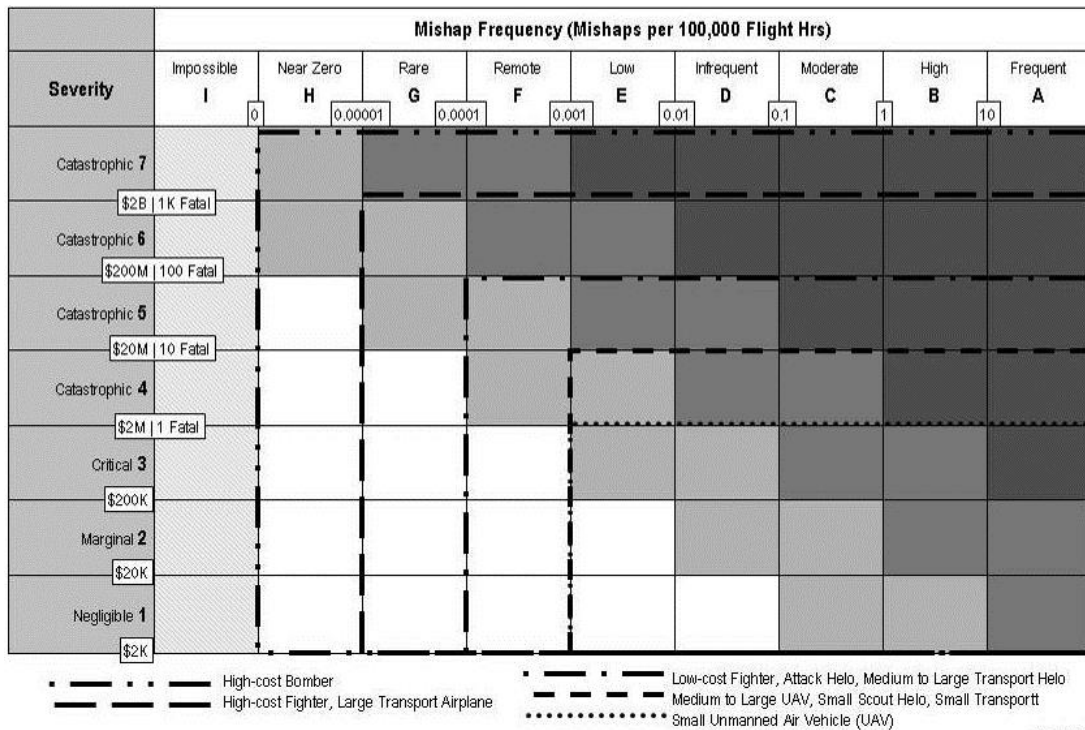 Mishap Frequency (Mishaps per 100,000 Flight Hrs)
Severity
Impossible Near Zero Rare Remote Low Infrequent Moderate High Frequent
I H G F E D C B A
0 0.00001 0.0001 0.001 0.01 0.1 1 10
Catastrophic 7
$2B | 1K Fatal
Catastrophic 6
$200M | 100 Fatal
Catastrophic 5
$20M | 10 Fatal
Catastrophic 4
$2M | 1 Fatal
Critical 3
$200K
Marginal 2
$20K
Negligible 1
$2K
High-cost Bomber
High-cost Fighter, Large Transport Airplane
Low-cost Fighter, Attack Helo, Medium to Large Transport Helo
Medium to Large UAV, Small Scout Helo, Small Transportt
Small Unmanned Air Vehicle (UAV)